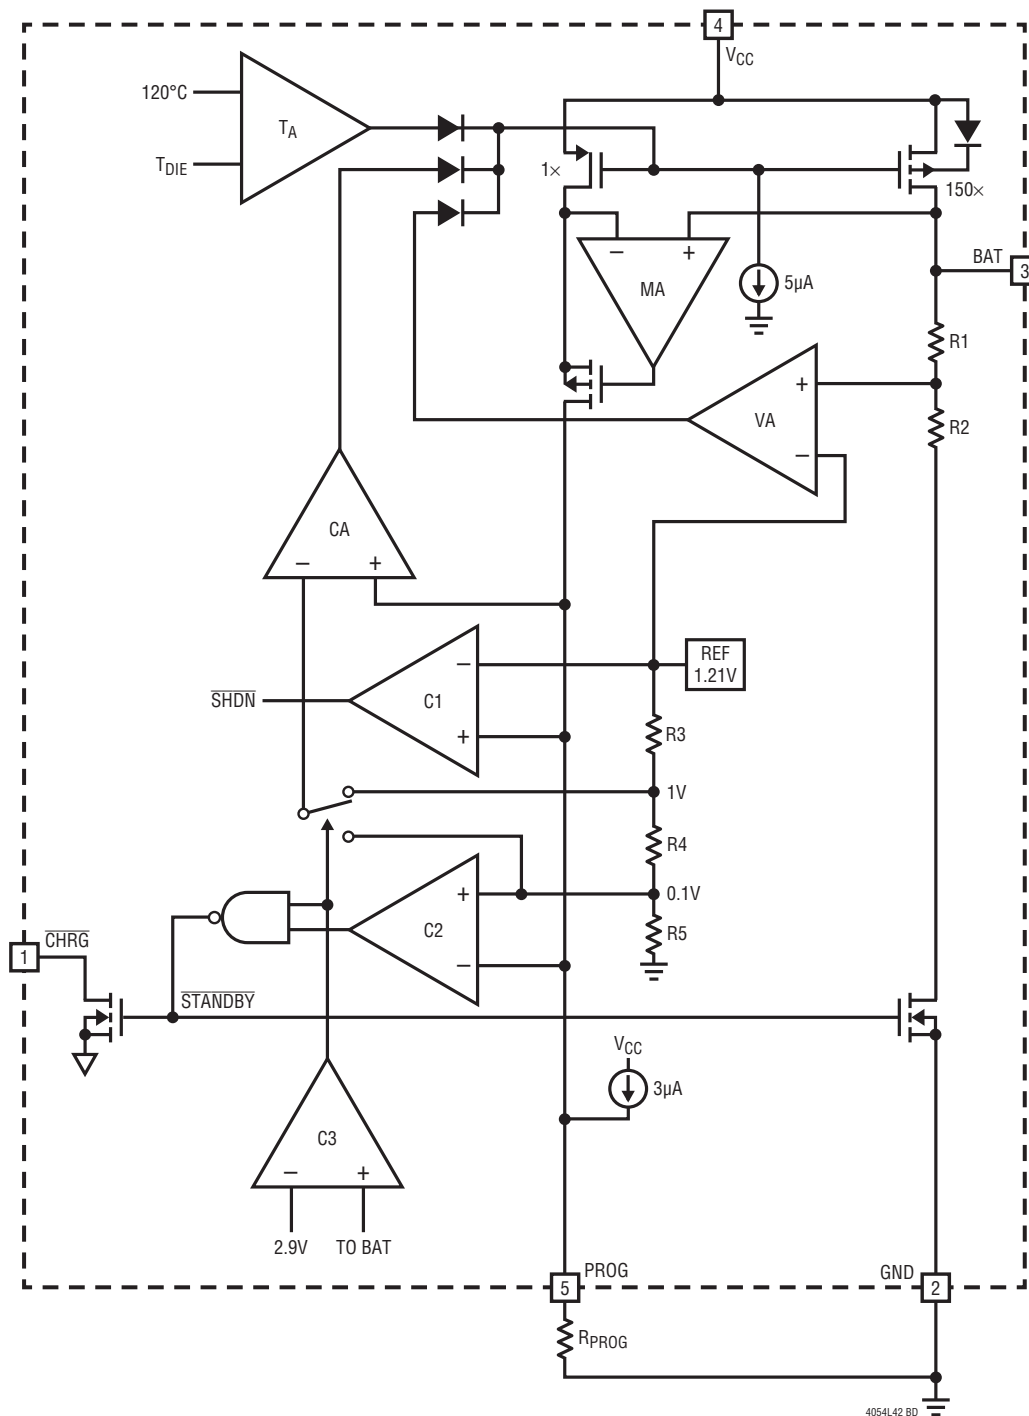 4
VCC
120°C
TA
TDIE
1×
150×
BAT
3
– +
MA
5µA
R1
+
VA
–
R2
CA
– +
REF
1.21V
–
SHDN
C1
+
R3
1V
R4
+
0.1V
C2
R5
–
CHRG
1
STANDBY
VCC
3µA
C3
– +
2.9V
TO BAT
PROG
5
GND
2
RPROG
4054L42 BD